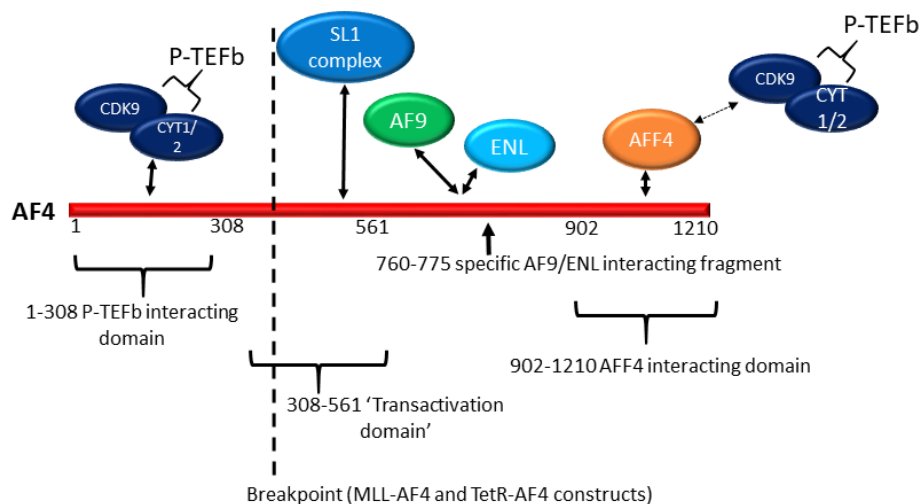 P-TEFb
CDK9
CYT1/
2
SL1
complex
AF9
ENL
AFF4
P-TEFb
CDK9
CYT
1/2
AF4
1 308 561 902 1210
760-775 specific AF9/ENL interacting fragment
1-308 P-TEFb interacting
domain
902-1210 AFF4 interacting domain
308-561 ‘Transactivation
domain’
Breakpoint (MLL-AF4 and TetR-AF4 constructs)